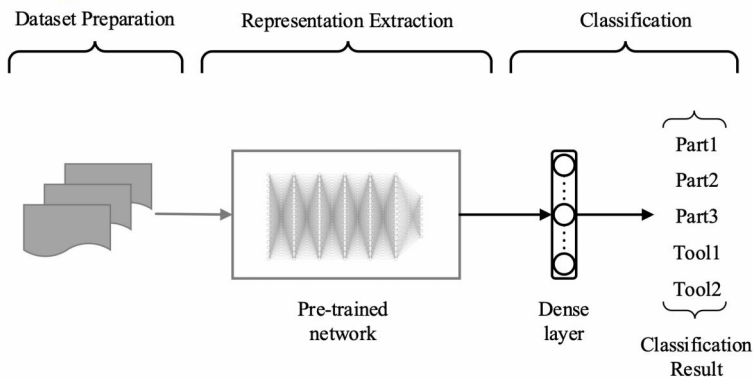 Dataset Preparation
Representation Extraction
Classification
Part1
Part2
Part3
Tool1
Tool2
Pre-trained
network
Dense
layer
Classification
Result